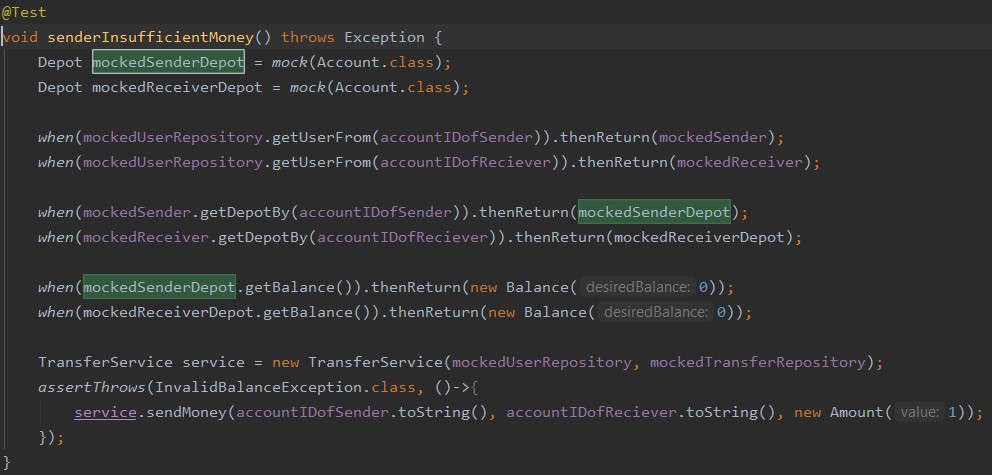 @Test
void senderInsufficientMoney() throws Exception {
Depot mockedSenderDepot = mock(Account.class);
Depot mockedReceiverDepot = mock(Account.class);
when(mockedUserRepository.getUserFrom(accountIDofSender)).thenReturn(mockedSender);
when(mockedUserRepository.getUserFrom(accountIDofReciever)).thenReturn(mockedReceiver);
when(mockedSender.getDepotBy(accountIDofSender)).thenReturn(mockedSenderDepot);
when(mockedReceiver.getDepotBy(accountIDofReciever)).thenReturn(mockedReceiverDepot);
when(mockedSenderDepot.getBalance()).thenReturn(new Balance( desiredBalance: 0));
when(mockedReceiverDepot.getBalance()).thenReturn(new Balance( desiredBalance: 0));
TransferService service = new TransferService(mockedUserRepository, mockedTransferRepository);
assertThrows(InvalidBalanceException.class, ()->{
service.sendMoney(accountIDofSender.toString(), accountIDofReciever.toString(), new Amount( value: 1));
});
}